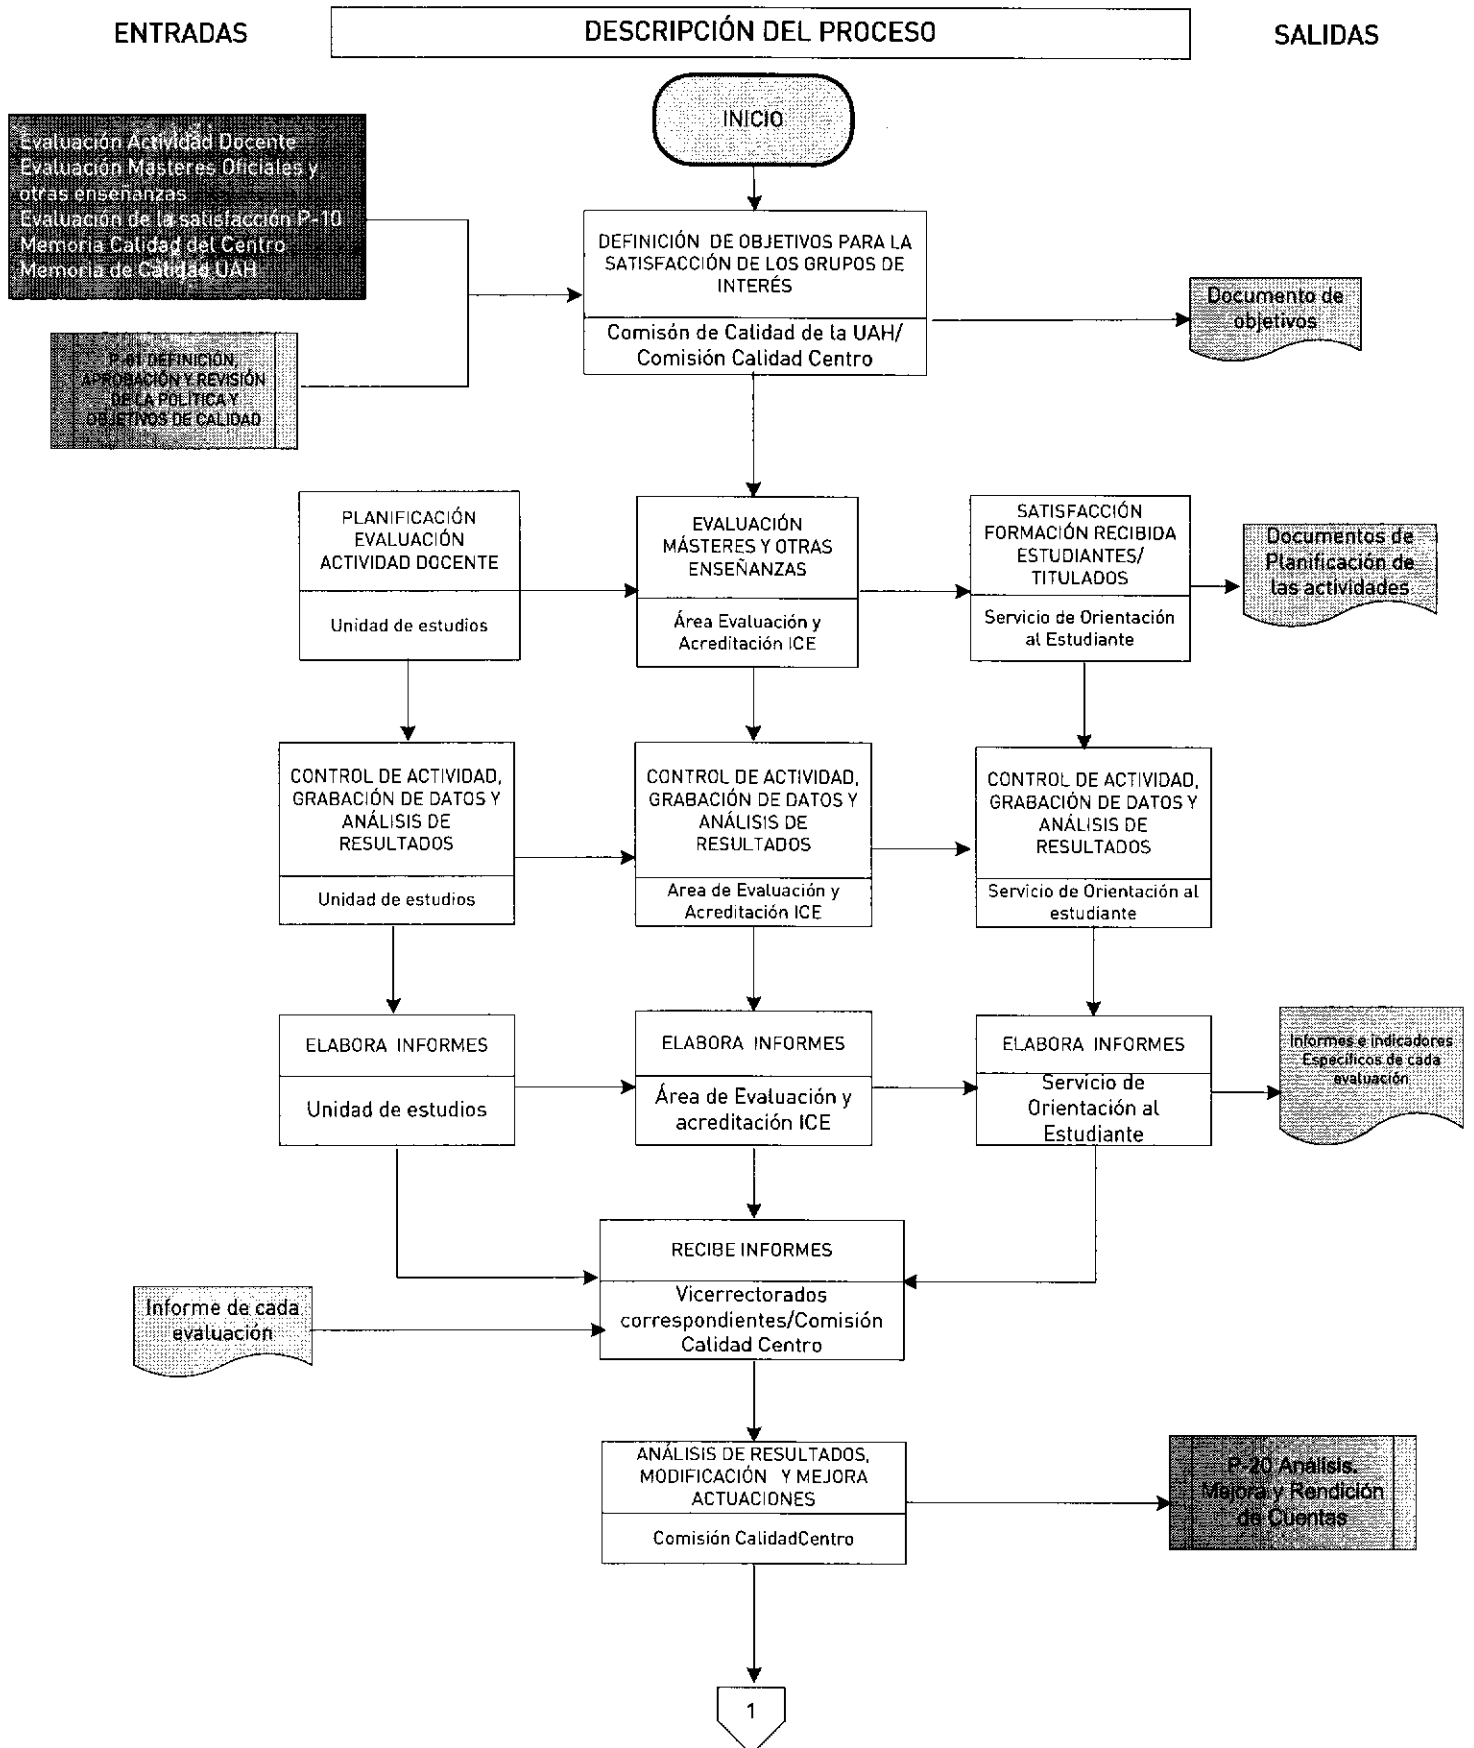 ENTRADAS
DESCRIPCIÓN DEL PROCESO
SALIDAS
INICIO
Evaluación Actividad Docente
Evaluación Másteres Oficiales y
otras enseñanzas
Evaluación de la satisfacción P-10
Memoria Calidad del Centro
Memoria de Calidad UAH
DEFINICIÓN DE OBJETIVOS PARA LA
SATISFACCIÓN DE LOS GRUPOS DE
INTERÉS
Comisón de Calidad de la UAH/
Comisión Calidad Centro
Documento de
objetivos
P-01 DEFINICIÓN,
APROBACIÓN Y REVISIÓN
DE LA POLÍTICA Y
OBJETIVOS DE CALIDAD
PLANIFICACIÓN
EVALUACIÓN
ACTIVIDAD DOCENTE
Unidad de estudios
EVALUACIÓN
MÁSTERES Y OTRAS
ENSEÑANZAS
Área Evaluación y
Acreditación ICE
SATISFACCIÓN
FORMACIÓN RECIBIDA
ESTUDIANTES/
TITULADOS
Servicio de Orientación
al Estudiante
Documentos de
Planificación de
las actividades
CONTROL DE ACTIVIDAD,
GRABACIÓN DE DATOS Y
ANÁLISIS DE
RESULTADOS
Unidad de estudios
CONTROL DE ACTIVIDAD,
GRABACIÓN DE DATOS Y
ANÁLISIS DE
RESULTADOS
Area de Evaluación y
Acreditación ICE
CONTROL DE ACTIVIDAD,
GRABACIÓN DE DATOS Y
ANÁLISIS DE
RESULTADOS
Servicio de Orientación al
estudiante
ELABORA INFORMES
Unidad de estudios
ELABORA INFORMES
Área de Evaluación y
acreditación ICE
ELABORA INFORMES
Servicio de
Orientación al
Estudiante
Informes e indicadores
Específicos de cada
evaluación
RECIBE INFORMES
Vicerrectorados
correspondientes/Comisión
Calidad Centro
Informe de cada
evaluación
ANÁLISIS DE RESULTADOS,
MODIFICACIÓN Y MEJORA
ACTUACIONES
Comisión CalidadCentro
P-20 Análisis.
Mejora y Rendición
de Cuentas
1